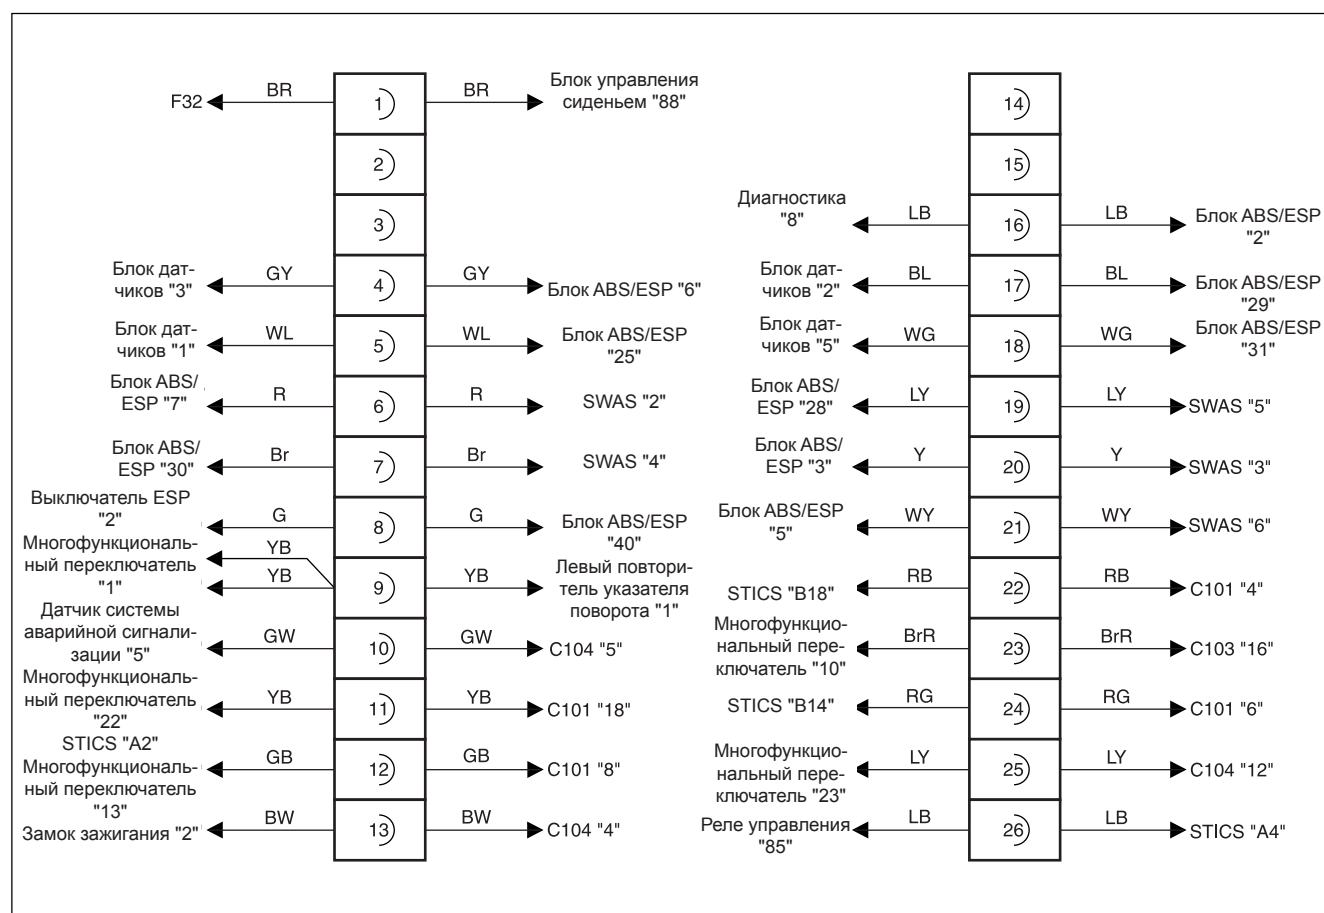 F32
BR
1
BR
Блок управления
сиденьем "88"
2
3
Блок дат-
чиков "3"
GY
4
GY
Блок ABS/ESP "6"
Блок дат-
чиков "1"
WL
5
WL
Блок ABS/ESP
"25"
Блок ABS/
ESP "7"
R
6
R
SWAS "2"
Блок ABS/
ESP "30"
Br
7
Br
SWAS "4"
Выключатель ESP
"2"
G
8
G
Блок ABS/ESP
"40"
Многофункциональ-
ный переключатель
"1"
YB
YB
9
YB
Левый повтори-
тель указателя
поворота "1"
Датчик системы
аварийной сигнали-
зации "5"
GW
10
GW
C104 "5"
Многофункциональ-
ный переключатель
"22"
YB
11
YB
C101 "18"
STICS "A2"
Многофункциональ-
ный переключатель
"13"
GB
12
GB
C101 "8"
Замок зажигания "2"
BW
13
BW
C104 "4"
14
15
Диагностика
"8"
LB
16
LB
Блок ABS/ESP
"2"
Блок дат-
чиков "2"
BL
17
BL
Блок ABS/ESP
"29"
Блок дат-
чиков "5"
WG
18
WG
Блок ABS/ESP
"31"
Блок ABS/
ESP "28"
LY
19
LY
SWAS "5"
Блок ABS/
ESP "3"
Y
20
Y
SWAS "3"
Блок ABS/ESP
"5"
WY
21
WY
SWAS "6"
STICS "B18"
RB
22
RB
C101 "4"
Многофункцио-
нальный пере-
ключатель "10"
BrR
23
BrR
C103 "16"
STICS "B14"
RG
24
RG
C101 "6"
Многофункцио-
нальный пере-
ключатель "23"
LY
25
LY
C104 "12"
Реле управления
"85"
LB
26
LB
STICS "A4"